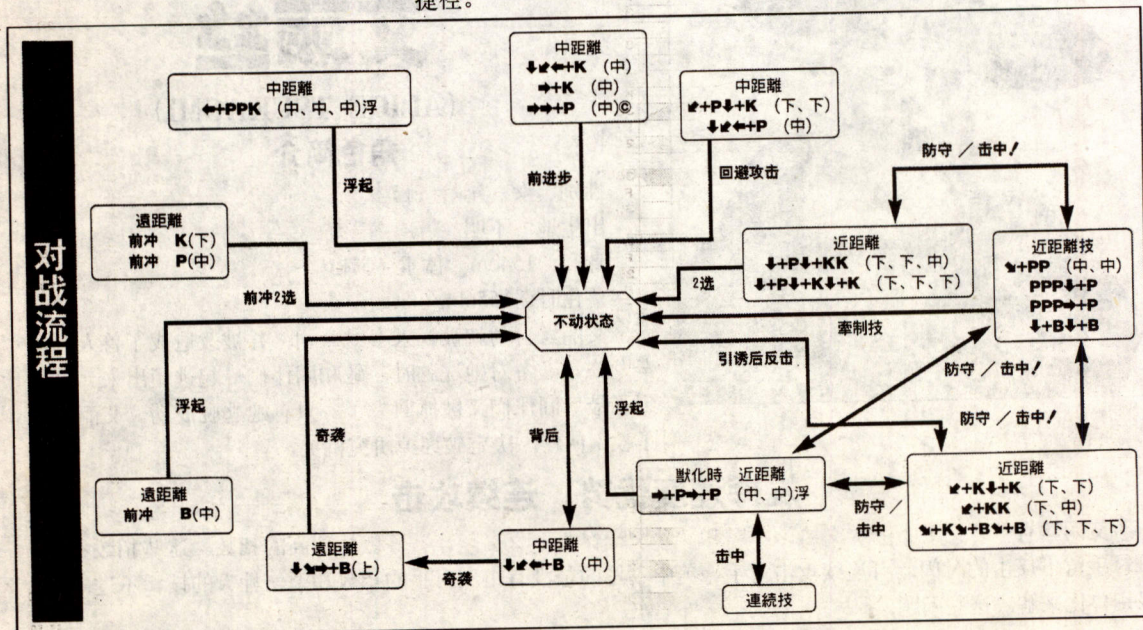 捷径。
对战流程
中距離
←+PPK (中、中、中)浮
中距離
↓↙←+K (中)
➡+K (中)
➡➡+P (中)©
中距離
↙+P↓+K (下、下)
↓↙←+P (中)
防守／击中！
浮起
前进步
回避攻击
遠距離
前冲 K(下)
前冲 P(中)
近距離
↓+P↓+KK (下、下、中)
↓+P↓+K↓+K (下、下、下)
近距離技
↘+PP (中、中)
PPP↓+P
PPP➡+P
↓+B↓+B
前冲2选
2选
不动状态
牽制技
引诱后反击
防守／击中！
浮起
奇袭
背后
浮起
防守／击中！
獸化時 近距離
➡+P➡+P (中、中)浮
近距離
↙+K↓+K (下、下)
↙+KK (下、中)
↘+K↘+B↘+B (下、下、下)
防守／
击中
遠距離
前冲 B(中)
遠距離
↓↘➡+B(上)
奇袭
中距離
↓↙←+B (中)
击中
連続技